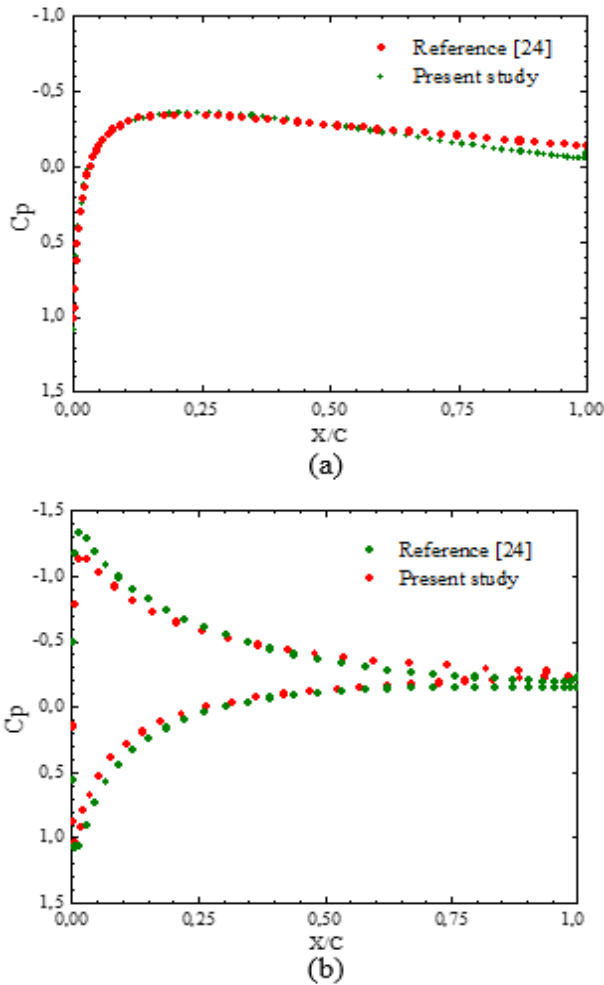 -1,0
Reference [24]
Present study
-0,5
0,0
Cp
0,5
1,0
1,5
0,00
0,25
0,50
0,75
1,00
X/C
(a)
-1,5
Reference [24]
Present study
-1,0
-0,5
0,0
Cp
0,5
1,0
1,5
0,00
0,25
0,50
0,75
1,0
X/C
(b)